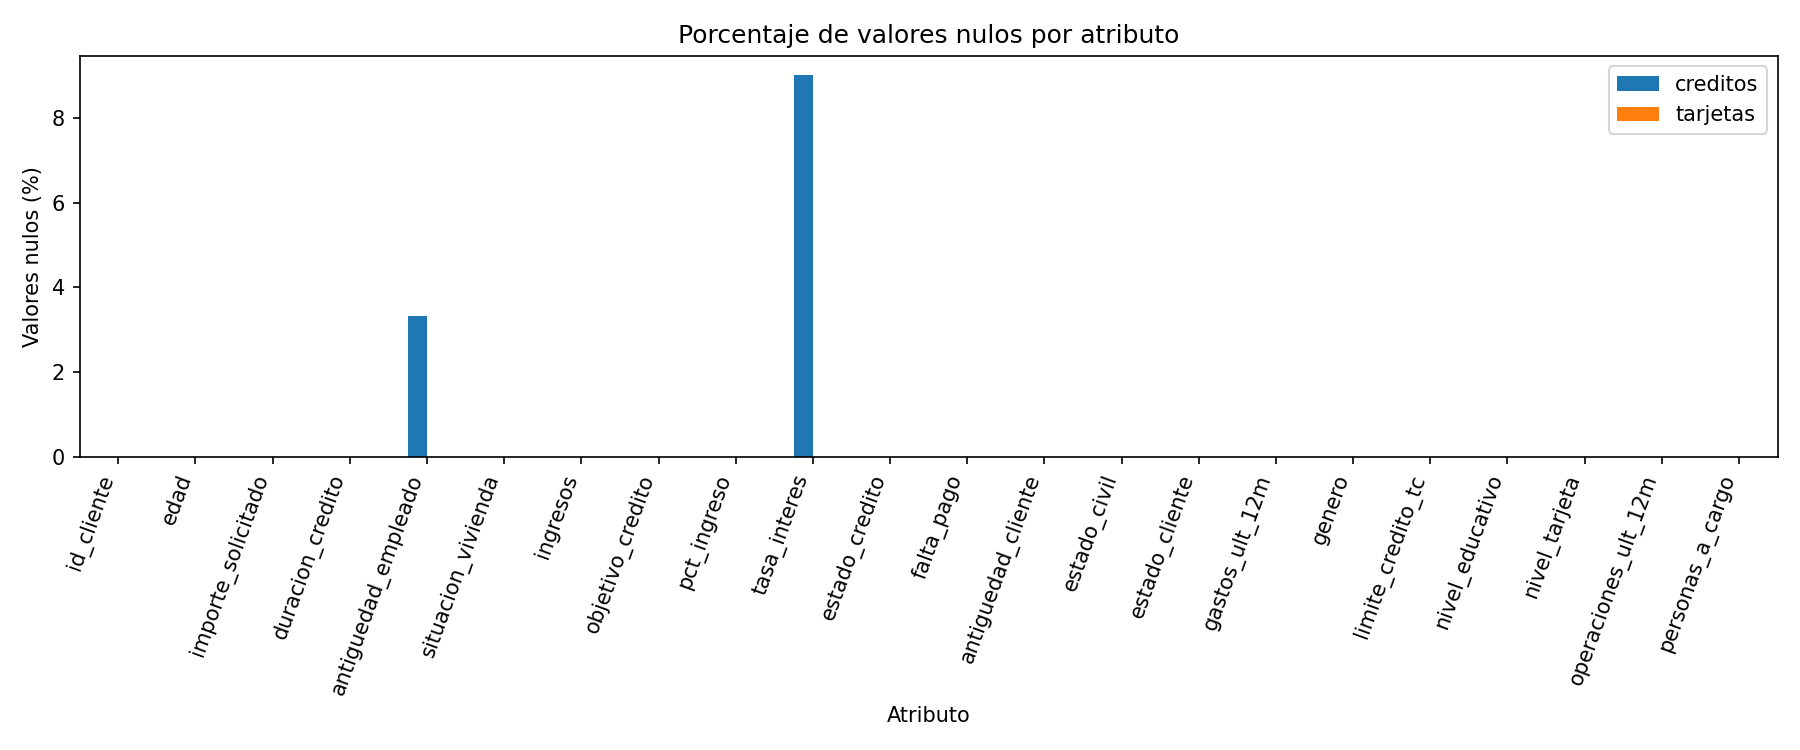 Porcentaje de valores nulos por atributo
creditos
tarjetas
Valores nulos (%)
8
6
4
2
0
id_cliente
edad
importe_solicitado
duracion_credito
antiguedad_empleado
situacion_vivienda
ingresos
objetivo_credito
pct_ingreso
tasa_interes
estado_credito
falta_pago
antiguedad_cliente
estado_civil
estado_cliente
gastos_ult_12m
genero
limite_credito_tc
nivel_educativo
nivel_tarjeta
operaciones_ult_12m
personas_a_cargo
Atributo